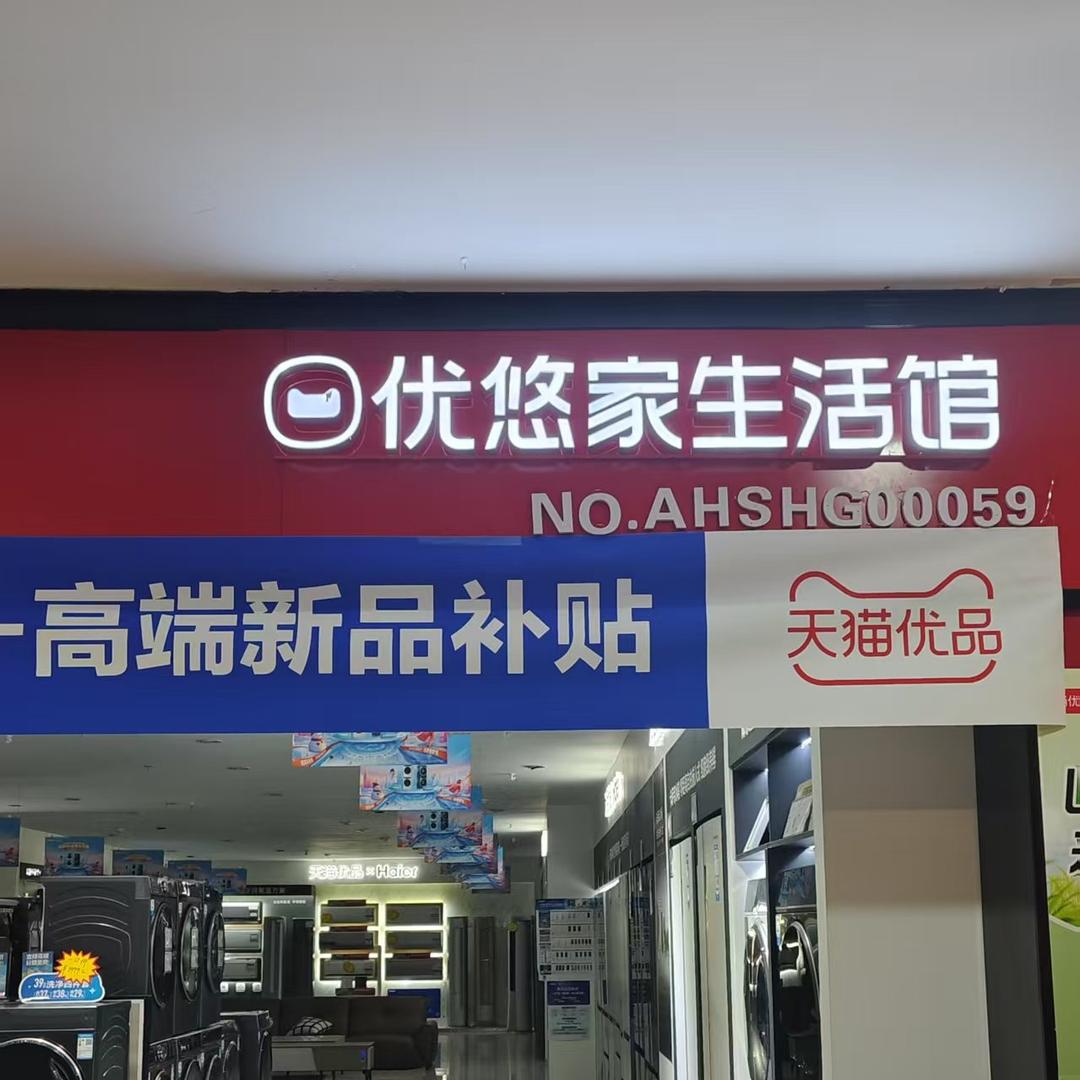 优悠家生活馆
NO.AHSHG00059
高端新品补贴
天猫优品
天猫优品×Haier